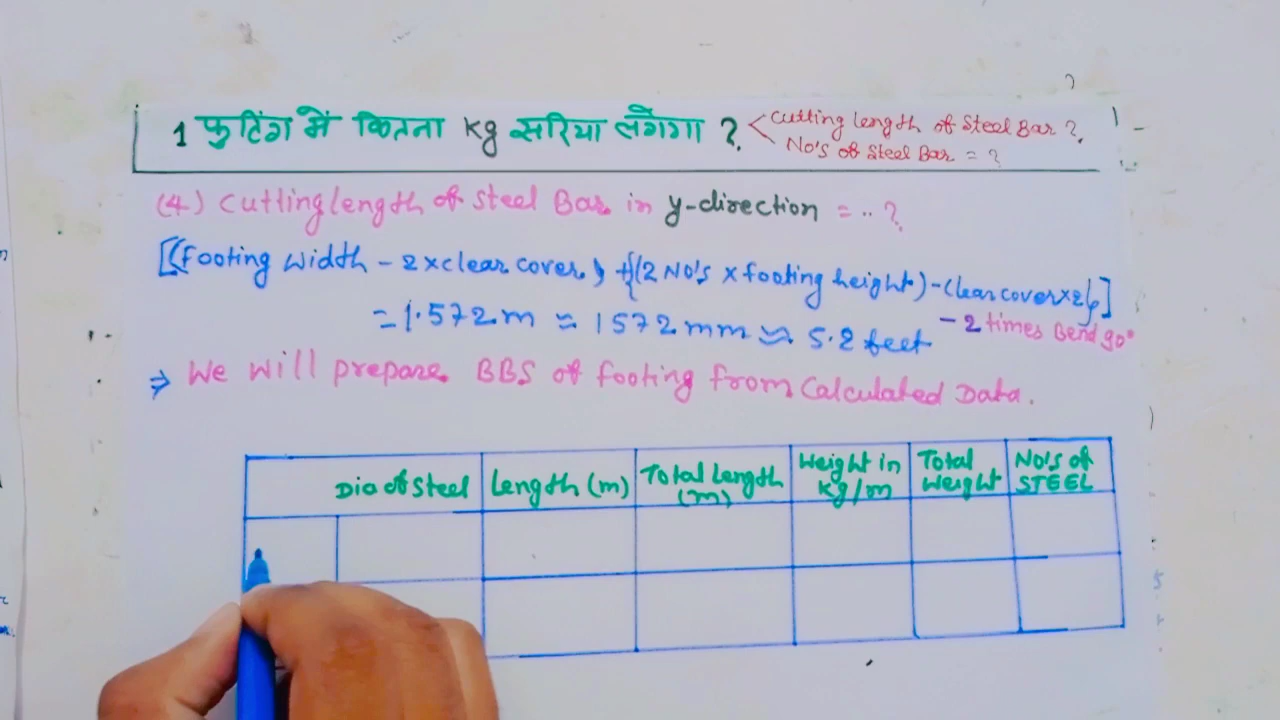 1 फुटिंग में कितना kg सरिया लगेगा ?
Cutting length of Steel Bar ?
No's of Steel Bar = ?
(4) Cutting length of Steel Bar in y-direction = .. ?
[(footing width - 2 x clear cover) + {(2 No's x footing height) - Clear cover x 2}]
- 2 times Bend 90°
= 1.572m ≈ 1572mm ≈ 5.2 feet
⇒ We will prepare BBS of footing from Calculated Data.
Dia of Steel Length (m) Total Length (m) Weight in kg/m Total Weight No's of STEEL